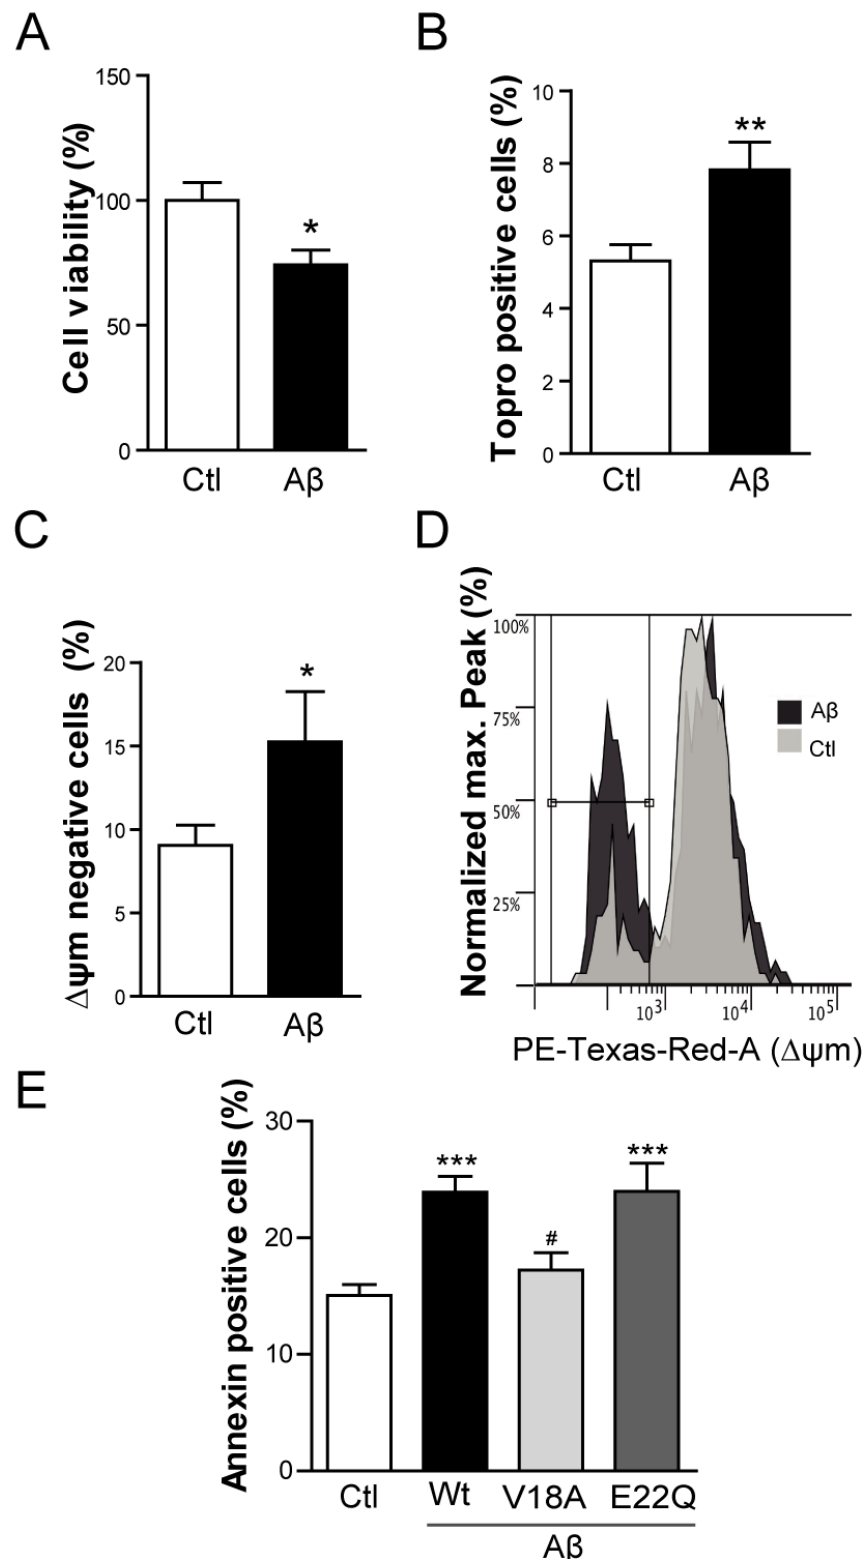 A
Cell viability (%)
150
100
50
0
*
Ctl
Aβ
B
Topro positive cells (%)
10
8
6
4
2
0
**
Ctl
Aβ
C
Δψm negative cells (%)
20
15
10
5
0
*
Ctl
Aβ
D
Normalized max. Peak (%)
100%
75%
50%
25%
Aβ
Ctl
10³
10⁴
10⁵
PE-Texas-Red-A (Δψm)
E
Annexin positive cells (%)
30
20
10
0
***
#
***
Ctl
Wt
V18A
E22Q
Aβ